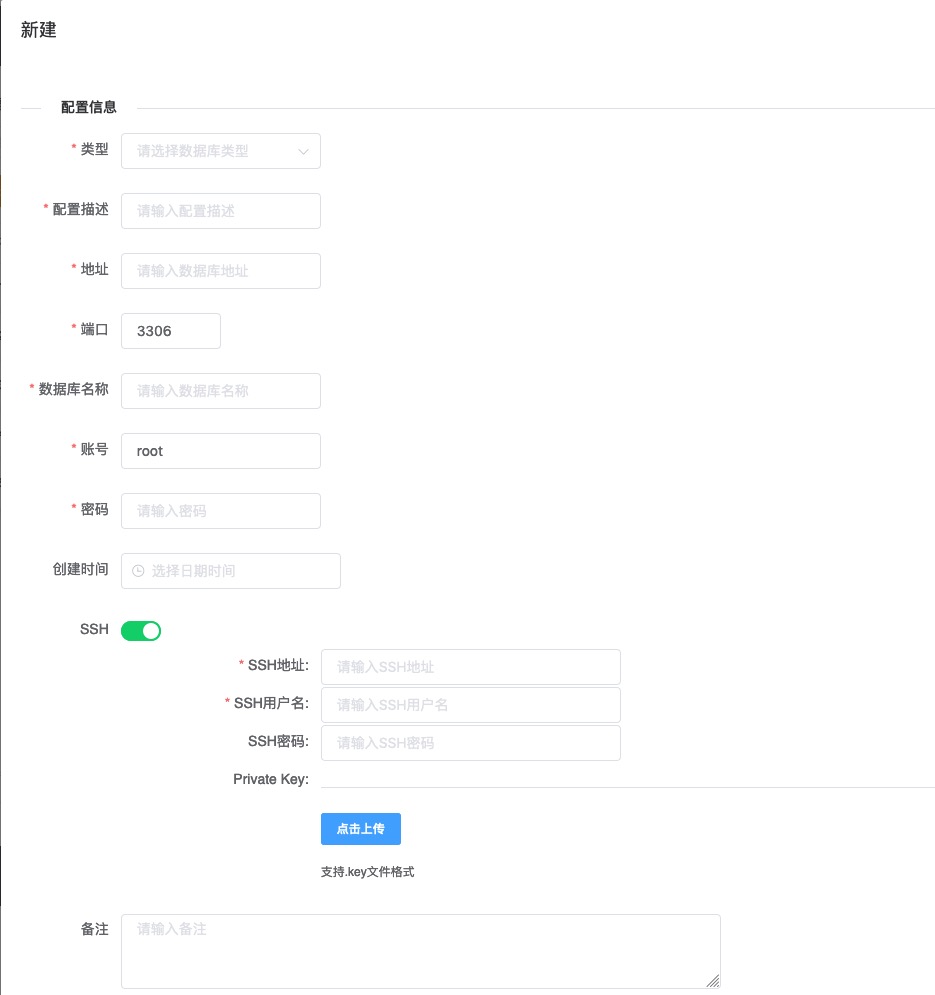 新建
配置信息
* 类型 请选择数据库类型
* 配置描述 请输入配置描述
* 地址 请输入数据库地址
* 端口 3306
* 数据库名称 请输入数据库名称
* 账号 root
* 密码 请输入密码
创建时间 选择日期时间
SSH
* SSH地址: 请输入SSH地址
* SSH用户名: 请输入SSH用户名
SSH密码: 请输入SSH密码
Private Key:
点击上传
支持.key文件格式
备注 请输入备注